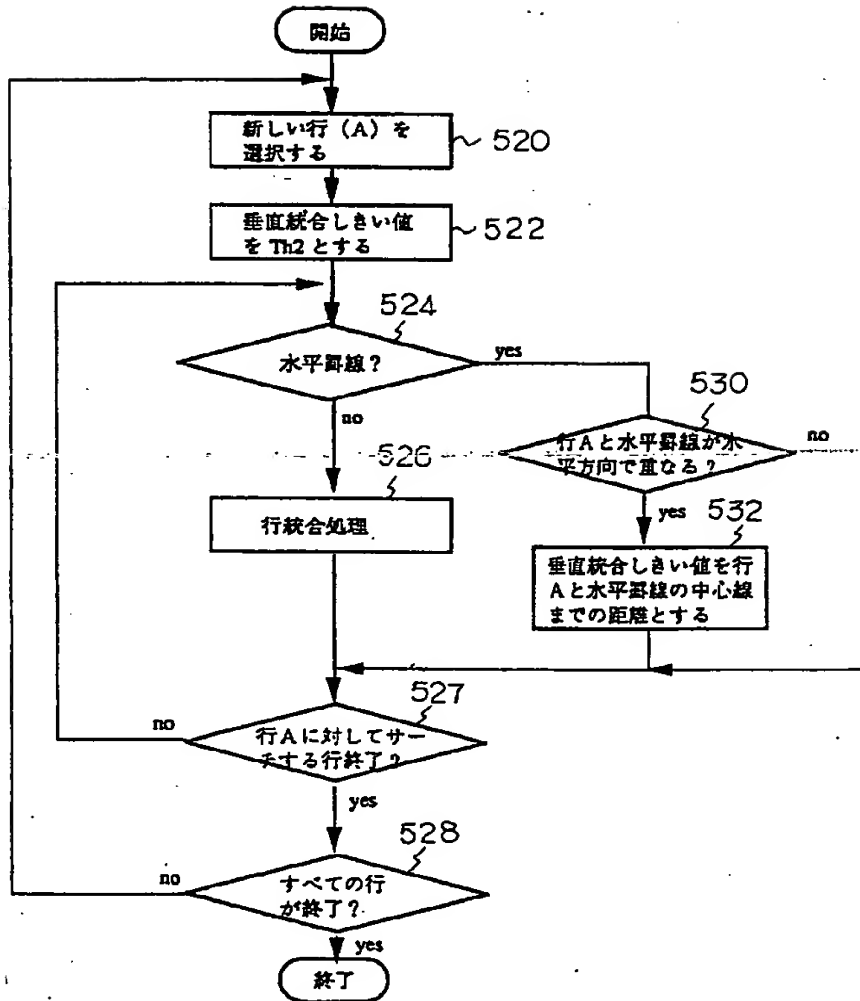 開始
新しい行（A）を
選択する
520
垂直統合しきい値
を Th2 とする
522
524
水平罫線？
yes
no
530
行Aと水平罫線が水
平方向で重なる？
no
yes
526
行統合処理
532
垂直統合しきい値を行
Aと水平罫線の中心線
までの距離とする
527
行Aに対してサー
チする行終了？
no
yes
528
すべての行
が終了？
no
yes
終了